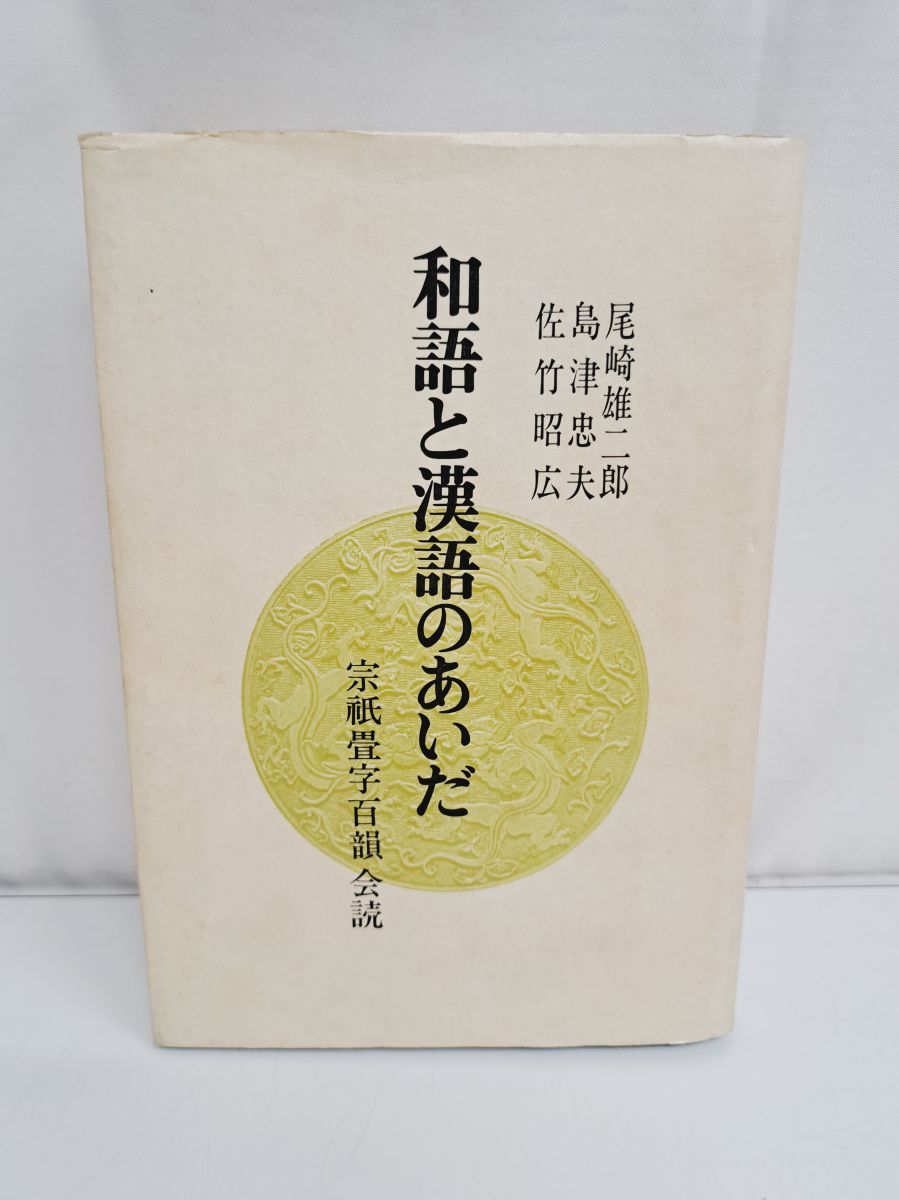 尾崎雄二郎
島津忠夫
佐竹昭広
和語と漢語のあいだ
宗祇畳字百韻 会読